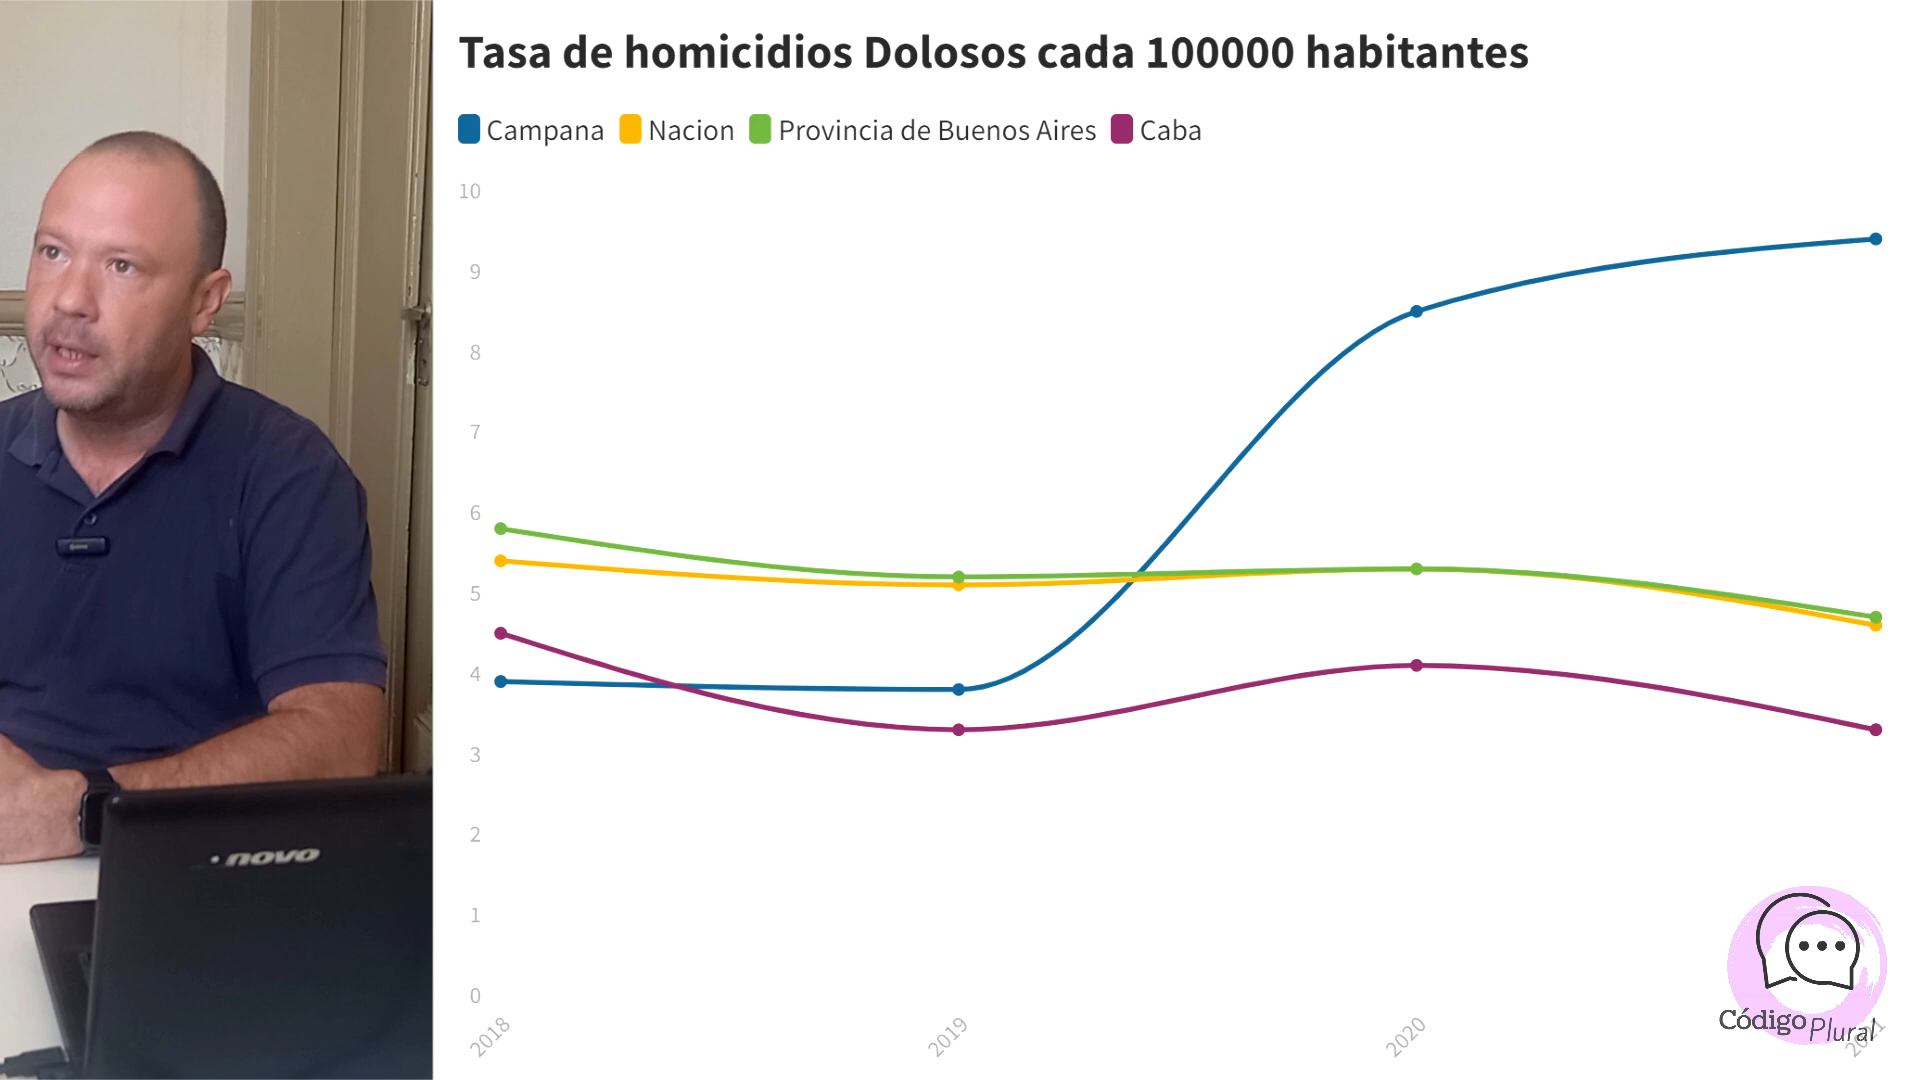 Tasa de homicidios Dolosos cada 100000 habitantes
Campana Nacion Provincia de Buenos Aires Caba
10
9
8
7
6
5
4
3
2
1
0
2018 2019 2020 2021
novo
Código Plural